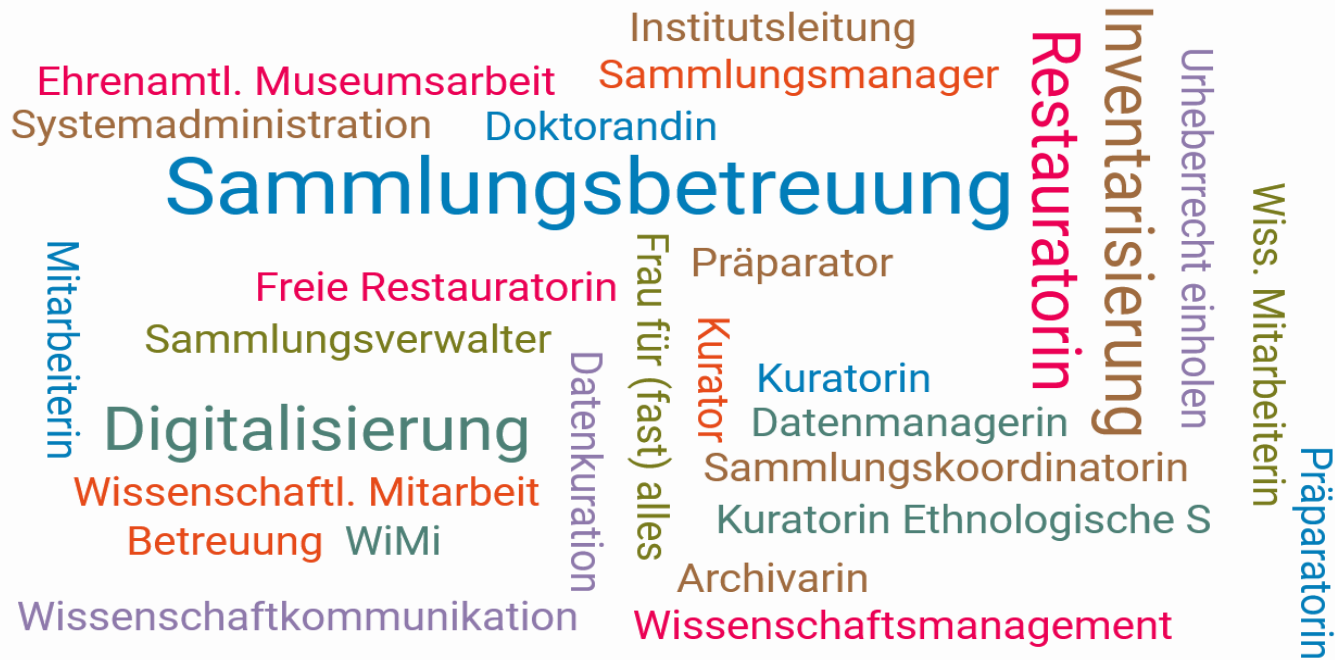 Institutsleitung
Ehrenamtl. Museumsarbeit
Sammlungsmanager
Systemadministration
Doktorandin
Sammlungsbetreuung
Restauratorin
Inventarisierung
Urheberrecht einholen
Wiss. Mitarbeiterin
Mitarbeiterin
Freie Restauratorin
Frau für (fast) alles
Präparator
Sammlungsverwalter
Datenkuration
Kurator
Kuratorin
Digitalisierung
Datenmanagerin
Sammlungskoordinatorin
Wissenschaftl. Mitarbeit
Kuratorin Ethnologische S
Betreuung
WiMi
Präparatorin
Archivarin
Wissenschaftkommunikation
Wissenschaftsmanagement